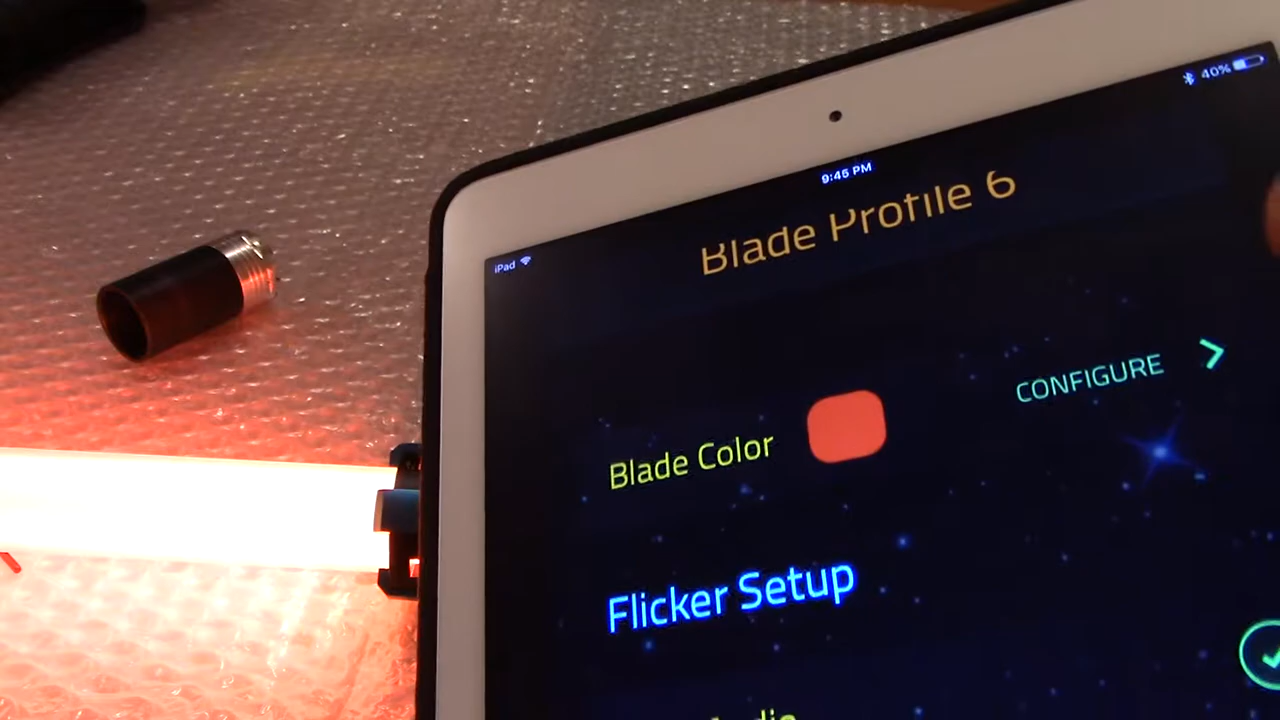 40%
9:45 PM
iPad
Blade Profile 6
CONFIGURE
Blade Color
Flicker Setup